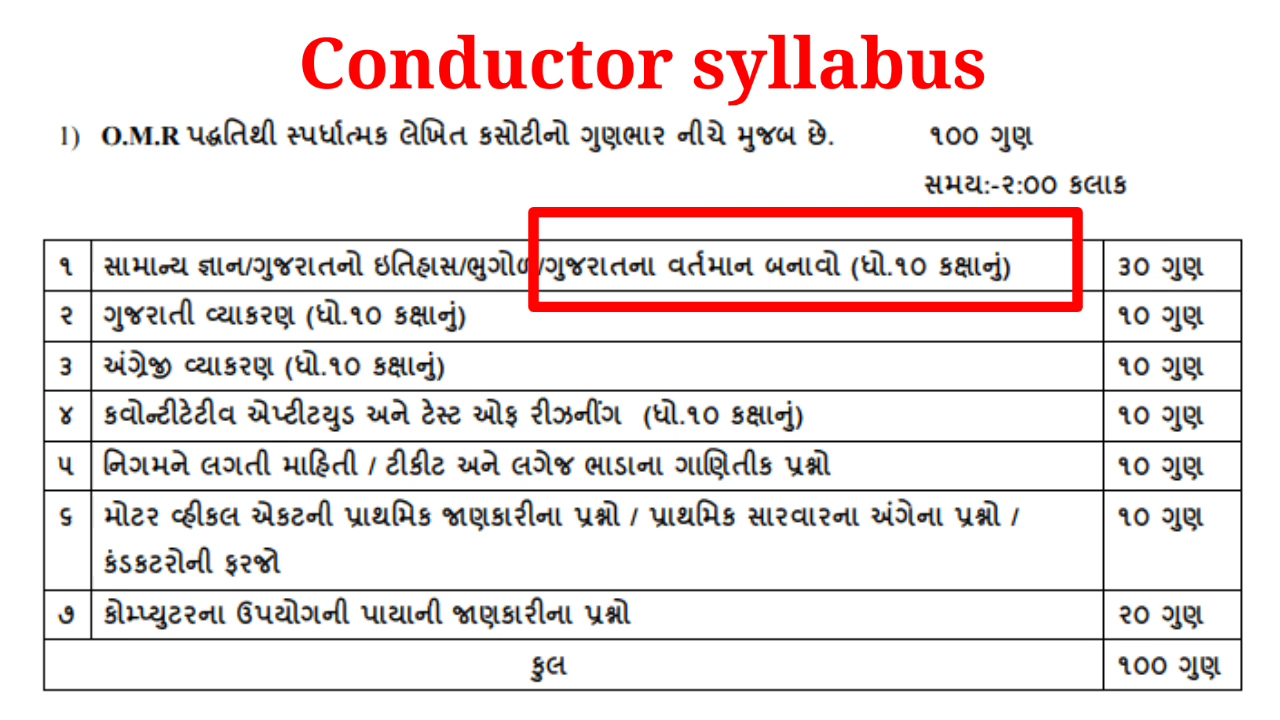 Conductor syllabus
1) O.M.R પદ્ધતિથી સ્પર્ધાત્મક લેખિત કસોટીનો ગુણભાર નીચે મુજબ છે. ૧૦૦ ગુણ
સમય:-૨:૦૦ કલાક
૧ સામાન્ય જ્ઞાન/ગુજરાતનો ઇતિહાસ/ભુગોળ/ગુજરાતના વર્તમાન બનાવો (ધો.૧૦ કક્ષાનું) ૩૦ ગુણ
૨ ગુજરાતી વ્યાકરણ (ધો.૧૦ કક્ષાનું) ૧૦ ગુણ
૩ અંગ્રેજી વ્યાકરણ (ધો.૧૦ કક્ષાનું) ૧૦ ગુણ
૪ કવોન્ટીટેટીવ એપ્ટીટયુડ અને ટેસ્ટ ઓફ રીઝનીંગ (ધો.૧૦ કક્ષાનું) ૧૦ ગુણ
૫ નિગમને લગતી માહિતી / ટીકીટ અને લગેજ ભાડાના ગાણિતીક પ્રશ્નો ૧૦ ગુણ
૬ મોટર વ્હીકલ એકટની પ્રાથમિક જાણકારીના પ્રશ્નો / પ્રાથમિક સારવારના અંગેના પ્રશ્નો / ૧૦ ગુણ
કંડકટરોની ફરજો
૭ કોમ્પ્યુટરના ઉપયોગની પાયાની જાણકારીના પ્રશ્નો ૨૦ ગુણ
કુલ ૧૦૦ ગુણ